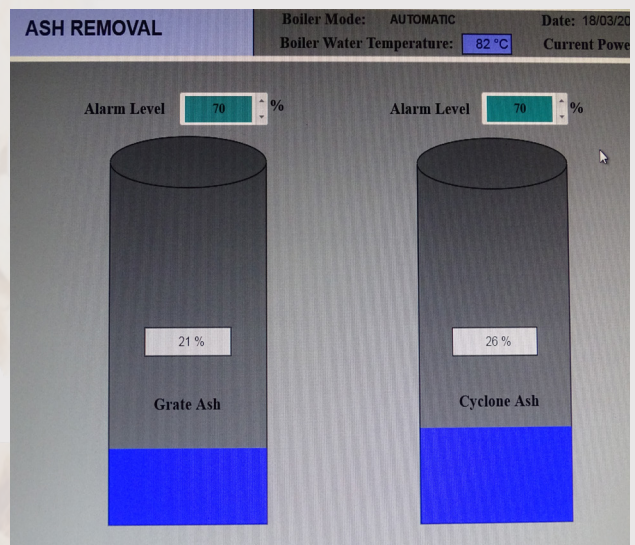 ASH REMOVAL
Boiler Mode: AUTOMATIC Date: 18/03/20
Boiler Water Temperature: 82 °C Current Powe
Alarm Level 70 % Alarm Level 70 %
21 % 26 %
Grate Ash Cyclone Ash